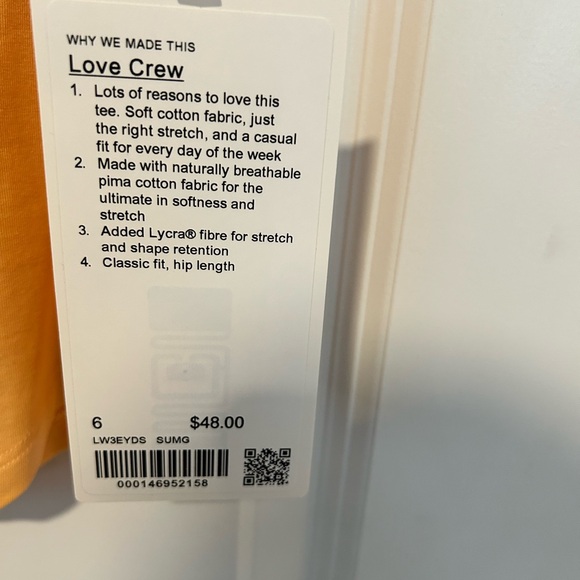 WHY WE MADE THIS
Love Crew
1. Lots of reasons to love this
tee. Soft cotton fabric, just
the right stretch, and a casual
fit for every day of the week
2. Made with naturally breathable
pima cotton fabric for the
ultimate in softness and
stretch
3. Added Lycra® fibre for stretch
and shape retention
4. Classic fit, hip length
6 $48.00
LW3EYDS SUMG
000146952158